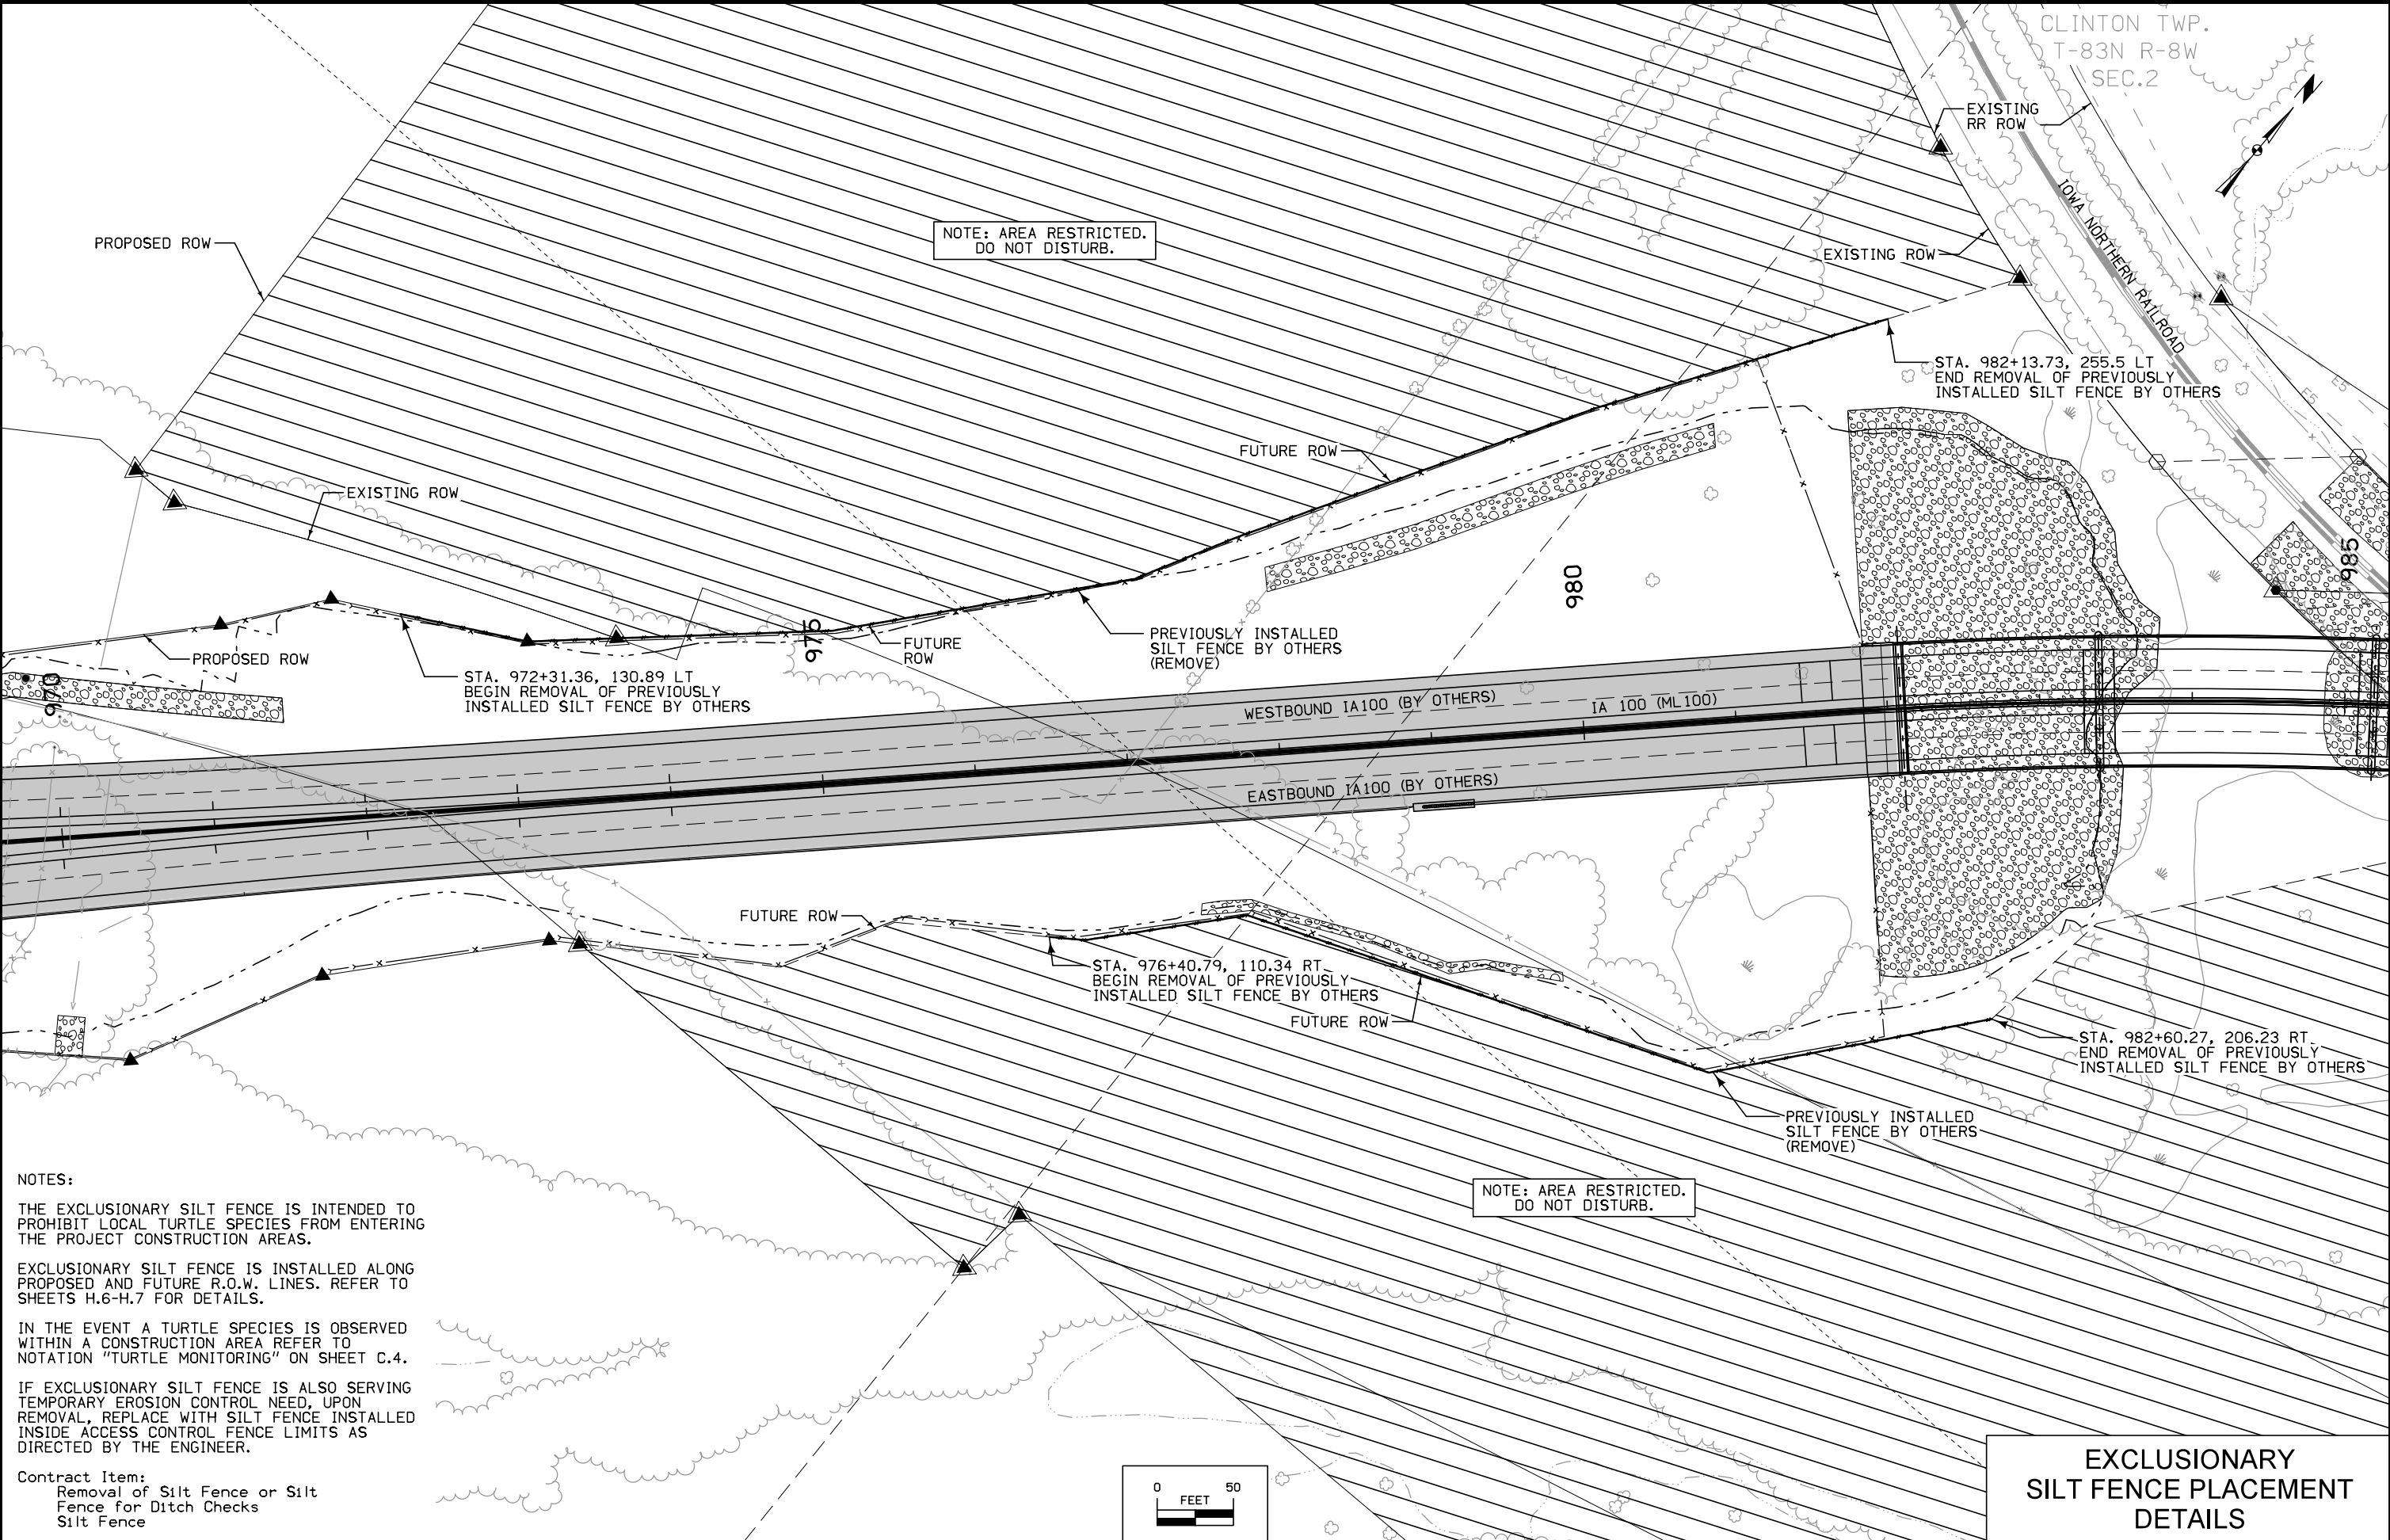 CLINTON TWP.
T-83N R-8W
SEC.2
EXISTING
RR ROW
IOWA NORTHERN RAILROAD
PROPOSED ROW
NOTE: AREA RESTRICTED.
DO NOT DISTURB.
EXISTING ROW
STA. 982+13.73, 255.5 LT
END REMOVAL OF PREVIOUSLY
INSTALLED SILT FENCE BY OTHERS
E5
E5
FUTURE ROW
EXISTING ROW
985
980
975
970
FUTURE
ROW
PREVIOUSLY INSTALLED
SILT FENCE BY OTHERS
(REMOVE)
PROPOSED ROW
STA. 972+31.36, 130.89 LT
BEGIN REMOVAL OF PREVIOUSLY
INSTALLED SILT FENCE BY OTHERS
WESTBOUND IA100 (BY OTHERS)
IA 100 (ML100)
EASTBOUND IA100 (BY OTHERS)
FUTURE ROW
STA. 976+40.79, 110.34 RT
BEGIN REMOVAL OF PREVIOUSLY
INSTALLED SILT FENCE BY OTHERS
FUTURE ROW
STA. 982+60.27, 206.23 RT
END REMOVAL OF PREVIOUSLY
INSTALLED SILT FENCE BY OTHERS
PREVIOUSLY INSTALLED
SILT FENCE BY OTHERS
(REMOVE)
NOTE: AREA RESTRICTED.
DO NOT DISTURB.
NOTES:
THE EXCLUSIONARY SILT FENCE IS INTENDED TO
PROHIBIT LOCAL TURTLE SPECIES FROM ENTERING
THE PROJECT CONSTRUCTION AREAS.
EXCLUSIONARY SILT FENCE IS INSTALLED ALONG
PROPOSED AND FUTURE R.O.W. LINES. REFER TO
SHEETS H.6-H.7 FOR DETAILS.
IN THE EVENT A TURTLE SPECIES IS OBSERVED
WITHIN A CONSTRUCTION AREA REFER TO
NOTATION "TURTLE MONITORING" ON SHEET C.4.
IF EXCLUSIONARY SILT FENCE IS ALSO SERVING
TEMPORARY EROSION CONTROL NEED, UPON
REMOVAL, REPLACE WITH SILT FENCE INSTALLED
INSIDE ACCESS CONTROL FENCE LIMITS AS
DIRECTED BY THE ENGINEER.
Contract Item:
Removal of Silt Fence or Silt
Fence for Ditch Checks
Silt Fence
0 50
FEET
EXCLUSIONARY
SILT FENCE PLACEMENT
DETAILS